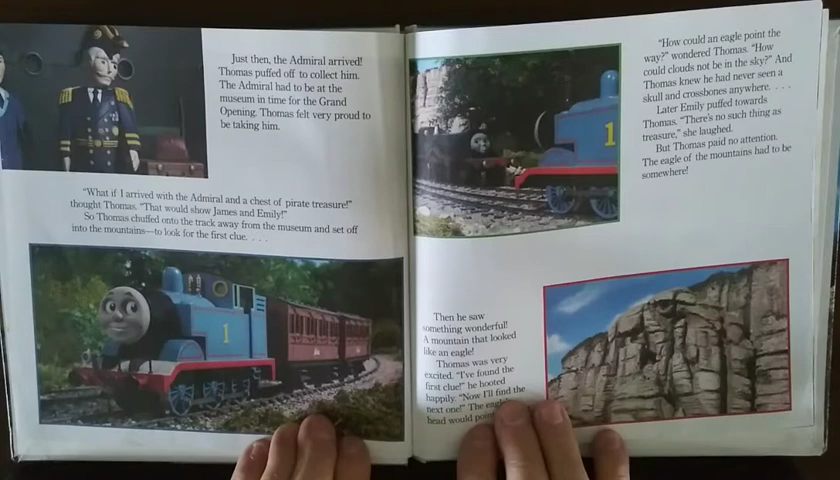 Just then, the Admiral arrived!
Thomas puffed off to collect him.
The Admiral had to be at the
museum in time for the Grand
Opening. Thomas felt very proud to
be taking him.
"What if I arrived with the Admiral and a chest of pirate treasure!"
thought Thomas. "That would show James and Emily!"
So Thomas chuffed onto the track away from the museum and set off
into the mountains—to look for the first clue. . . .
1
"How could an eagle point the
way?" wondered Thomas. "How
could clouds not be in the sky?" And
Thomas knew he had never seen a
skull and crossbones anywhere. . . .
Later Emily puffed towards
Thomas. "There's no such thing as
treasure," she laughed.
But Thomas paid no attention.
The eagle of the mountains had to be
somewhere!
1
Then he saw
something wonderful!
A mountain that looked
like an eagle!
Thomas was very
excited. "I've found the
first clue!" he hooted
happily. "Now I'll find the
next one!" The
head would